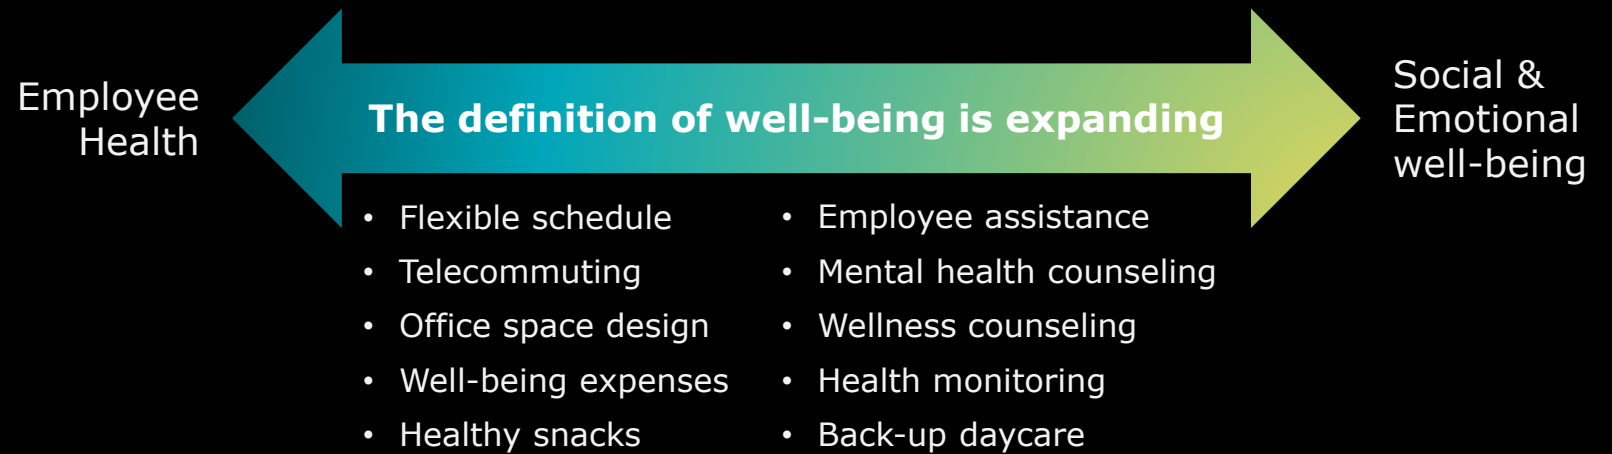 Employee
Health
The definition of well-being is expanding
Social &
Emotional
well-being
• Flexible schedule
• Telecommuting
• Office space design
• Well-being expenses
• Healthy snacks
• Employee assistance
• Mental health counseling
• Wellness counseling
• Health monitoring
• Back-up daycare